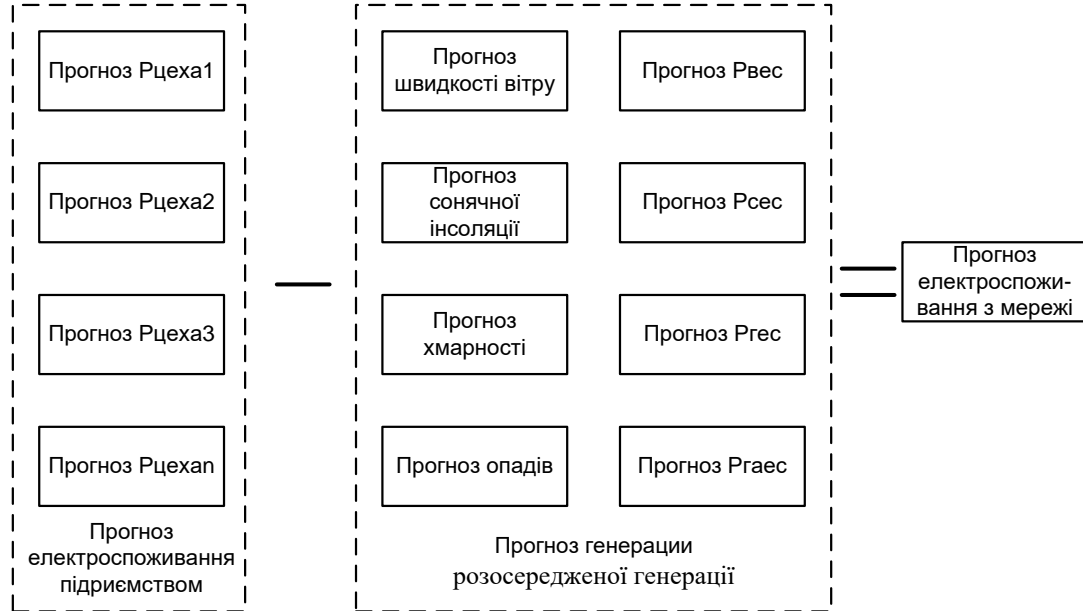 Прогноз Рцеха1
Прогноз Рцеха2
Прогноз Рцеха3
Прогноз Рцехаn
Прогноз
електроспоживання
підриємством
Прогноз
швидкості вітру
Прогноз
сонячної
інсоляції
Прогноз
хмарності
Прогноз опадів
Прогноз Рвес
Прогноз Рсес
Прогноз Ргес
Прогноз Ргаес
Прогноз генерации
розосередженої генерації
Прогноз
електроспожи-
вання з мережі